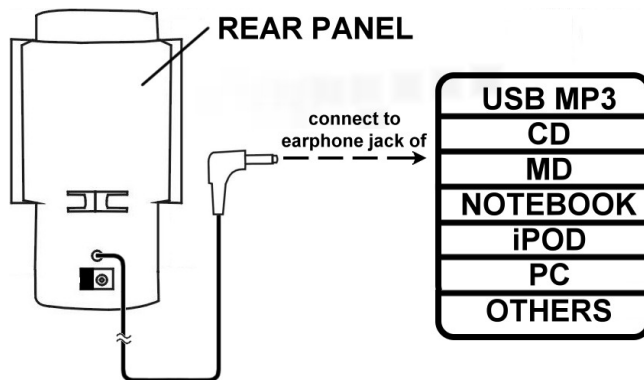 REAR PANEL
connect to
earphone jack of
USB MP3
CD
MD
NOTEBOOK
iPOD
PC
OTHERS